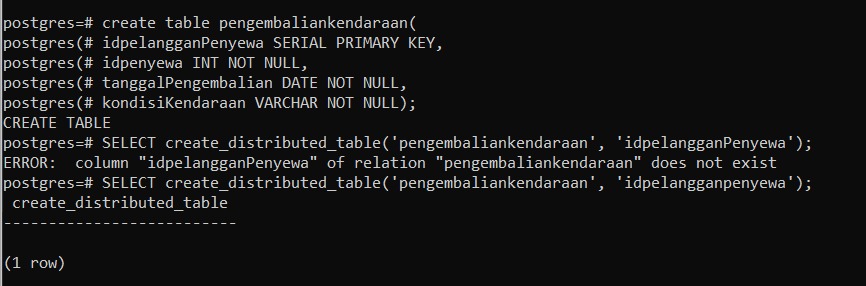 postgres=# create table pengembaliankendaraan(
postgres(# idpelangganPenyewa SERIAL PRIMARY KEY,
postgres(# idpenyewa INT NOT NULL,
postgres(# tanggalPengembalian DATE NOT NULL,
postgres(# kondisiKendaraan VARCHAR NOT NULL);
CREATE TABLE
postgres=# SELECT create_distributed_table('pengembaliankendaraan', 'idpelangganPenyewa');
ERROR:  column "idpelangganPenyewa" of relation "pengembaliankendaraan" does not exist
postgres=# SELECT create_distributed_table('pengembaliankendaraan', 'idpelangganpenyewa');
 create_distributed_table
--------------------------

(1 row)